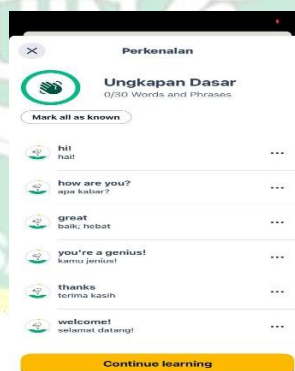 Perkenalan
Ungkapan Dasar
0/30 Words and Phrases
Mark all as known
hi!
hai!
how are you?
apa kabar?
great
baik; hebat
you're a genius!
kamu jenius!
thanks
terima kasih
welcome!
selamat datang!
Continue learning